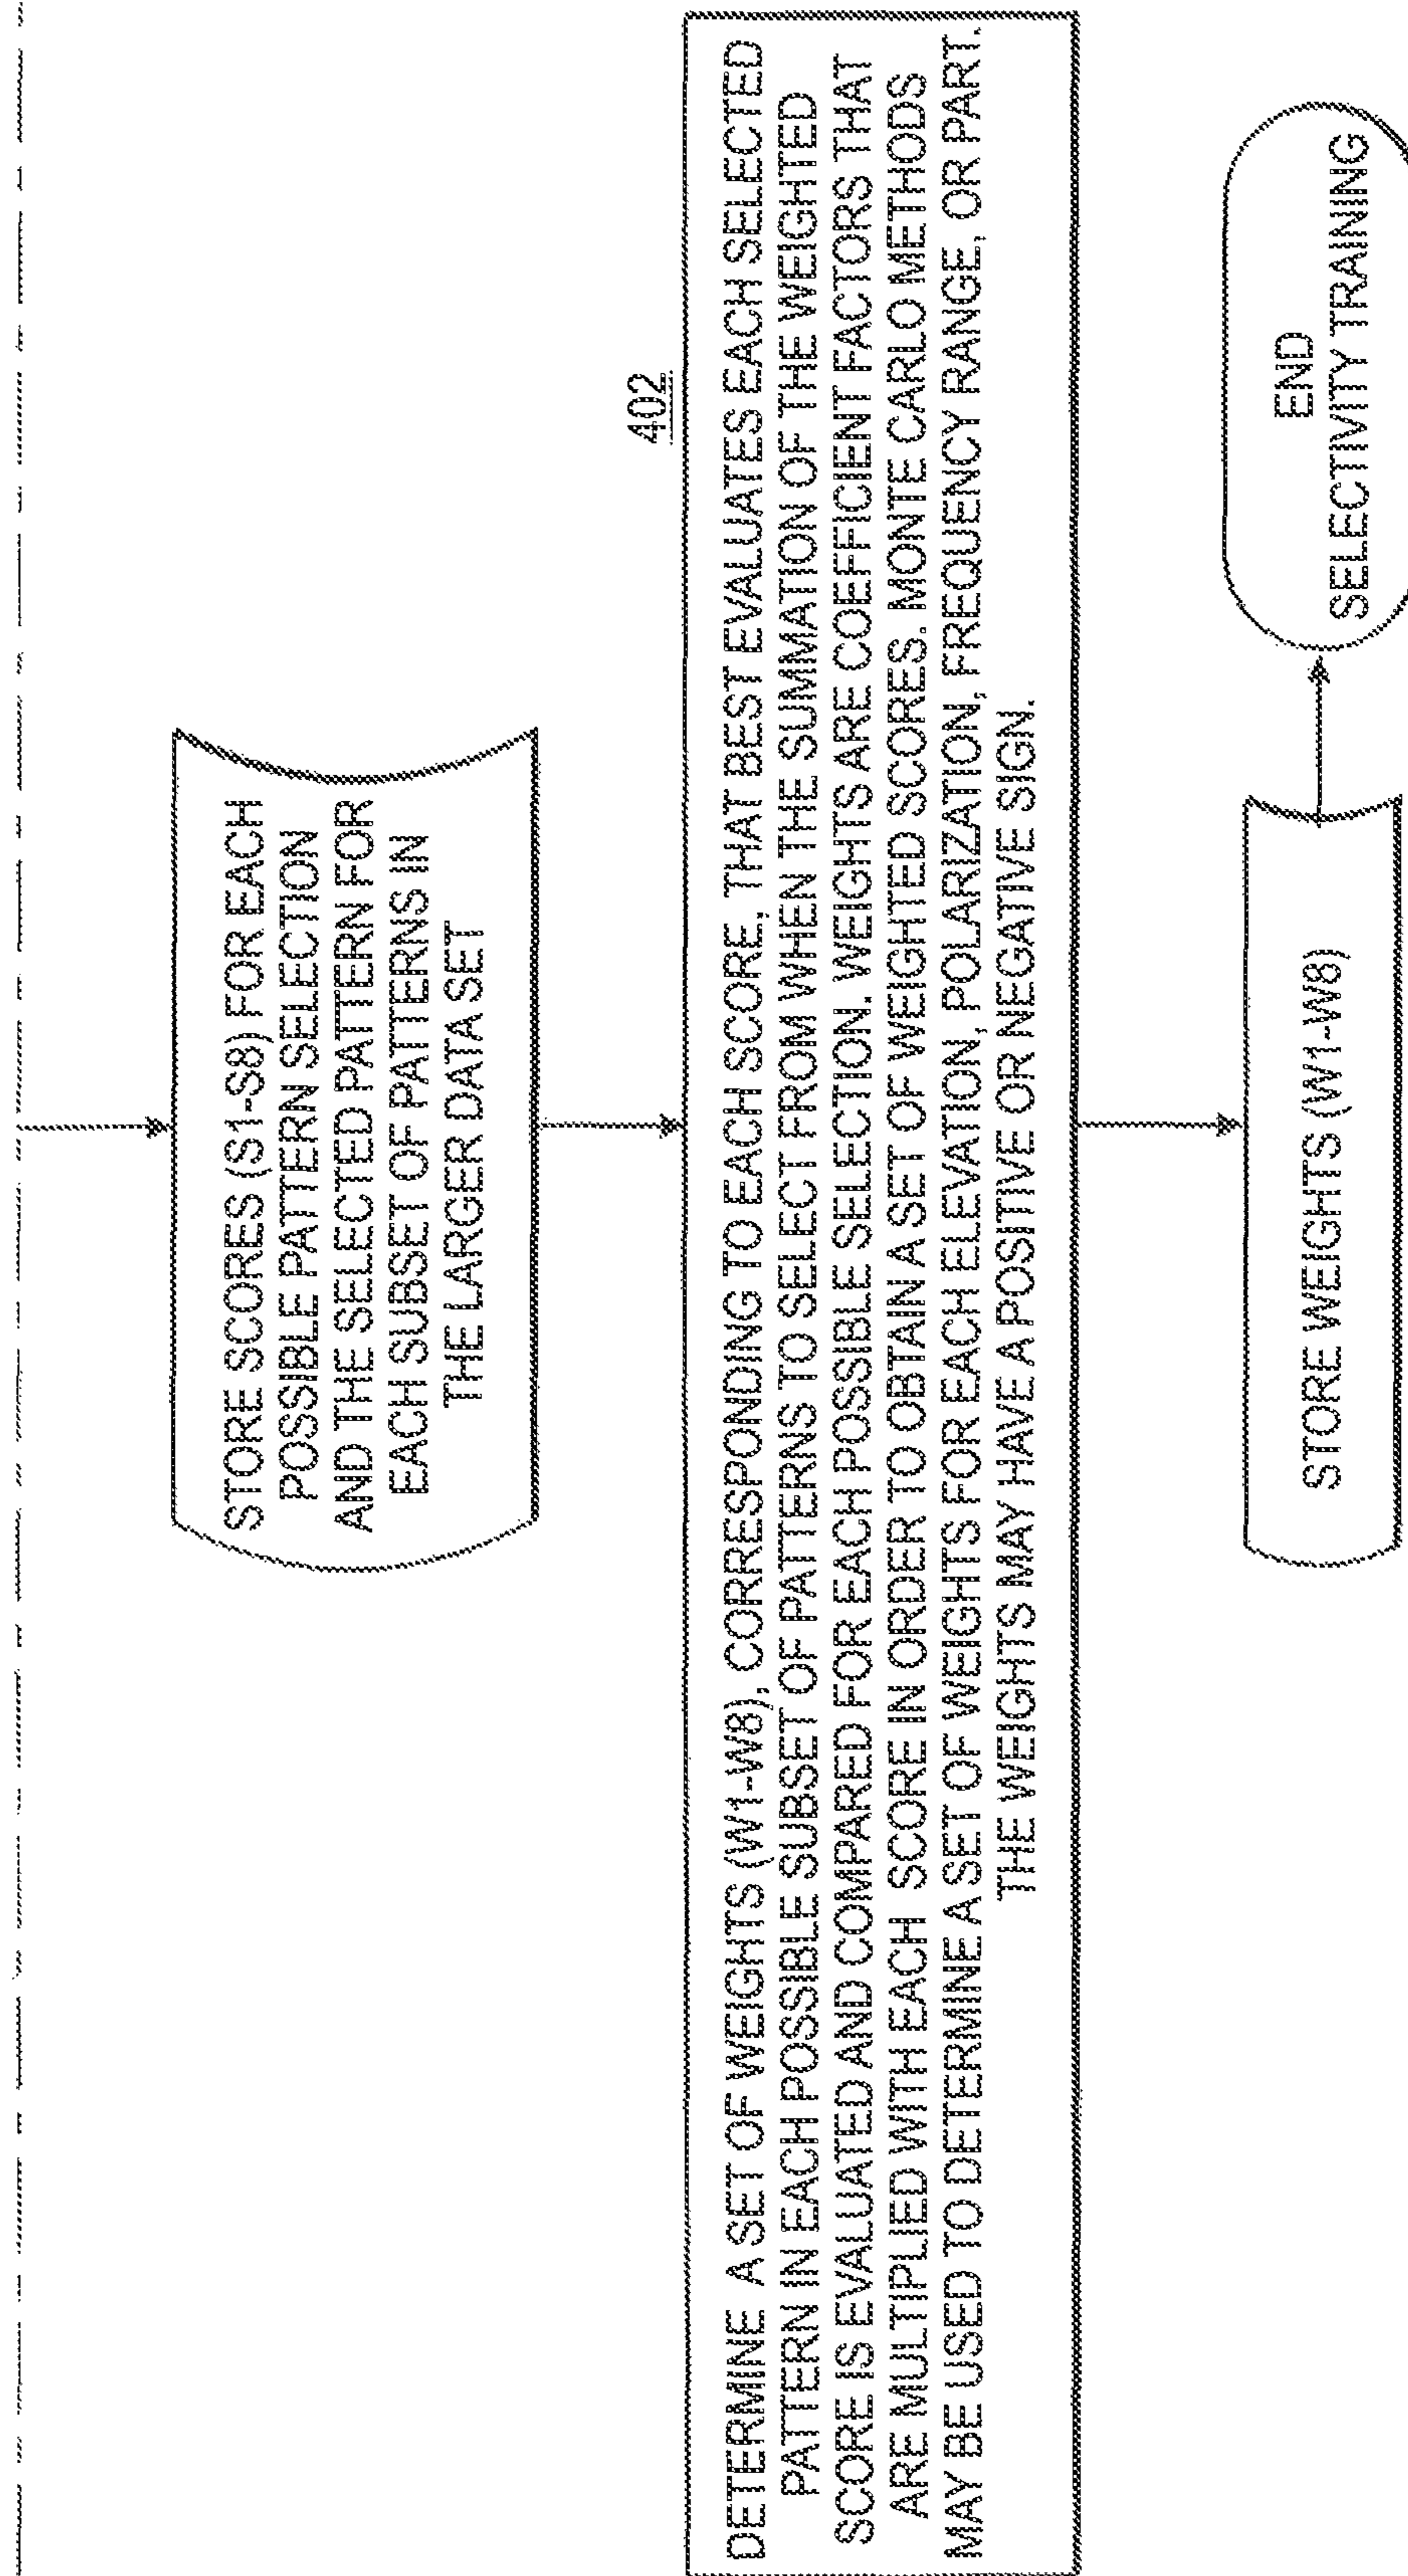 STORE SCORES (S1-S8) FOR EACH
POSSIBLE PATTERN SELECTION
AND THE SELECTED PATTERN FOR
EACH SUBSET OF PATTERNS IN
THE LARGER DATA SET
402
DETERMINE A SET OF WEIGHTS (W1-W8), CORRESPONDING TO EACH SCORE, THAT BEST EVALUATES EACH SELECTED
PATTERN IN EACH POSSIBLE SUBSET OF PATTERNS TO SELECT FROM WHEN THE SUMMATION OF THE WEIGHTED
SCORE IS EVALUATED AND COMPARED FOR EACH POSSIBLE SELECTION. WEIGHTS ARE COEFFICIENT FACTORS THAT
ARE MULTIPLIED WITH EACH SCORE IN ORDER TO OBTAIN A SET OF WEIGHTED SCORES. MONTE CARLO METHODS
MAY BE USED TO DETERMINE A SET OF WEIGHTS FOR EACH ELEVATION, POLARIZATION, FREQUENCY RANGE, OR PART.
THE WEIGHTS MAY HAVE A POSITIVE OR NEGATIVE SIGN.
STORE WEIGHTS (W1-W8)
END
SELECTIVITY TRAINING